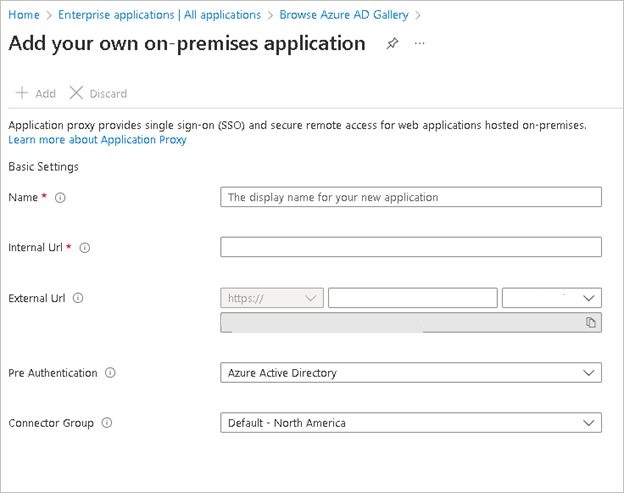 Home > Enterprise applications | All applications > Browse Azure AD Gallery >
Add your own on-premises application ...
+ Add X Discard
Application proxy provides single sign-on (SSO) and secure remote access for web applications hosted on-premises.
Learn more about Application Proxy
Basic Settings
Name *
The display name for your new application
Internal Url *
External Url
https://
Pre Authentication
Azure Active Directory
Connector Group
Default - North America